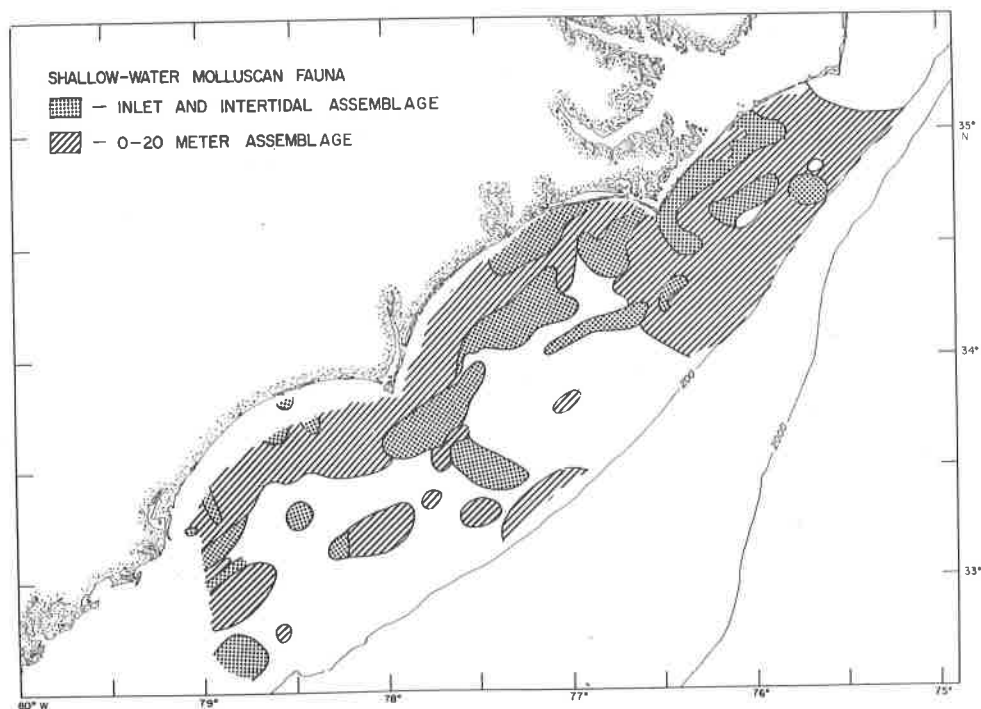 SHALLOW-WATER MOLLUSCAN FAUNA
– INLET AND INTERTIDAL ASSEMBLAGE
– 0-20 METER ASSEMBLAGE
35°
N
34°
200
2000
33°
80° W
79°
78°
77°
76°
75°